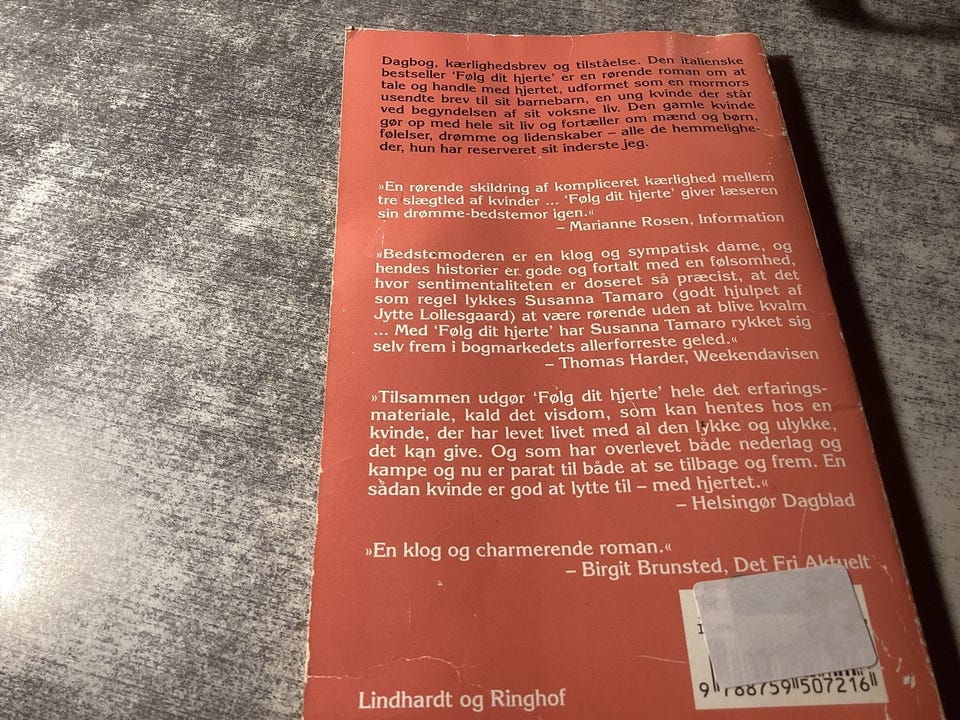 Dagbog, kærlighedsbrev og tilståelse. Den italienske
bestseller ‘Følg dit hjerte’ er en rørende roman om at
tale og handle med hjertet, udformet som en mormors
usendte brev til sit barnebarn, en ung kvinde der står
ved begyndelsen af sit voksne liv. Den gamle kvinde
gør op med hele sit liv og fortæller om mænd og børn,
følelser, drømme og lidenskaber – alle de hemmelighe-
der, hun har reserveret sit inderste jeg.
»En rørende skildring af kompliceret kærlighed mellem
tre slægtled af kvinder ... ‘Følg dit hjerte’ giver læseren
sin drømme-bedstemor igen.«
– Marianne Rosen, Information
»Bedstemoderen er en klog og sympatisk dame, og
hendes historier er gode og fortalt med en følsomhed,
hvor sentimentaliteten er doseret så præcist, at det
som regel lykkes Susanna Tamaro (godt hjulpet af
Jytte Lollesgaard) at være rørende uden at blive kvalm
... Med ‘Følg dit hjerte’ har Susanna Tamaro rykket sig
selv frem i bogmarkedets allerforreste geled.«
– Thomas Harder, Weekendavisen
»Tilsammen udgør ‘Følg dit hjerte’ hele det erfarings-
materiale, kald det visdom, som kan hentes hos en
kvinde, der har levet livet med al den lykke og ulykke,
det kan give. Og som har overlevet både nederlag og
kampe og nu er parat til både at se tilbage og frem. En
sådan kvinde er god at lytte til – med hjertet.«
– Helsingør Dagblad
»En klog og charmerende roman.«
– Birgit Brunsted, Det Fri Aktuelt
9 788759 507216
Lindhardt og Ringhof